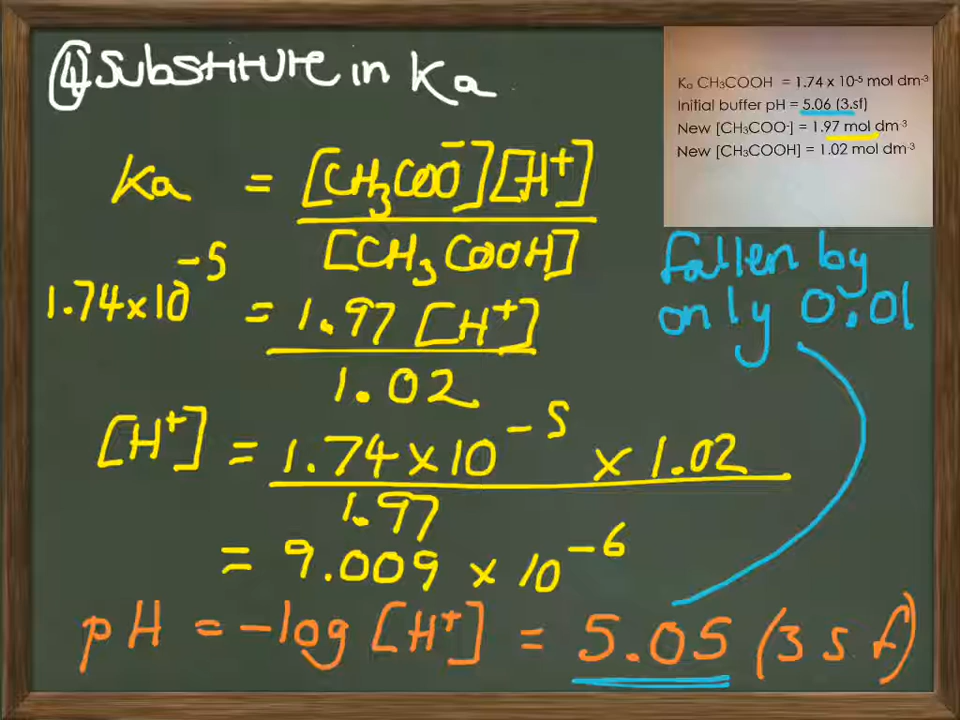 ④ Substitute in Ka
Ka CH₃COOH = 1.74 x 10⁻⁵ mol dm⁻³
Initial buffer pH = 5.06 (3.sf)
New [CH₃COO⁻] = 1.97 mol dm⁻³
New [CH₃COOH] = 1.02 mol dm⁻³
Ka = [CH₃COO⁻][H⁺]
[CH₃COOH]
fallen by
only 0.01
1.74×10⁻⁵ = 1.97 [H⁺]
1.02
[H⁺] = 1.74×10⁻⁵ × 1.02
1.97
= 9.009 × 10⁻⁶
pH = -log [H⁺] = 5.05 (3 s f)